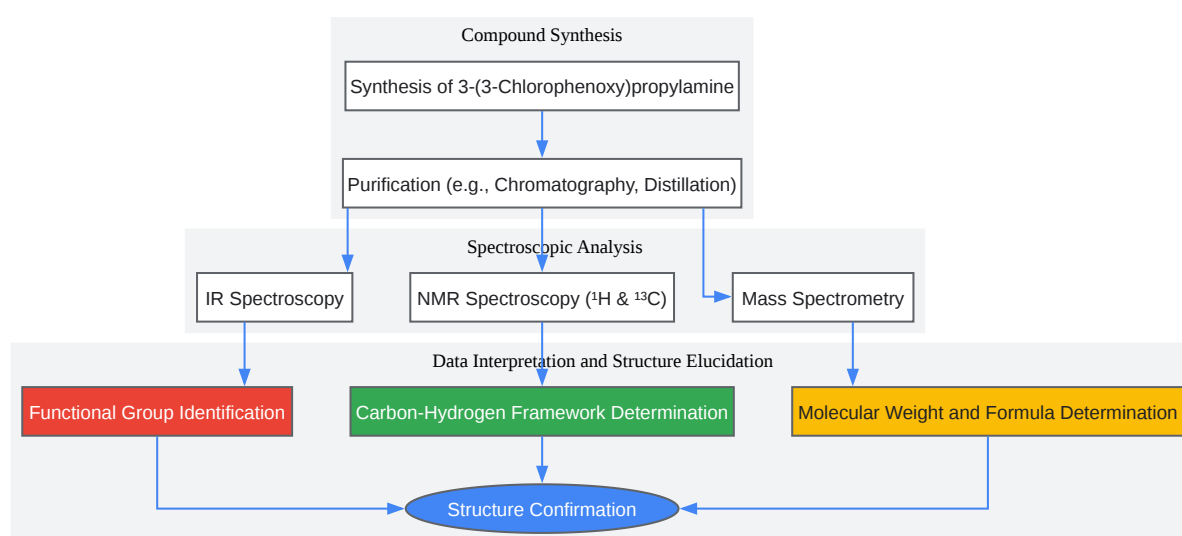 Compound Synthesis
Synthesis of 3-(3-Chlorophenoxy)propylamine
Purification (e.g., Chromatography, Distillation)
Spectroscopic Analysis
IR Spectroscopy
NMR Spectroscopy (¹H & ¹³C)
Mass Spectrometry
Data Interpretation and Structure Elucidation
Functional Group Identification
Carbon-Hydrogen Framework Determination
Molecular Weight and Formula Determination
Structure Confirmation